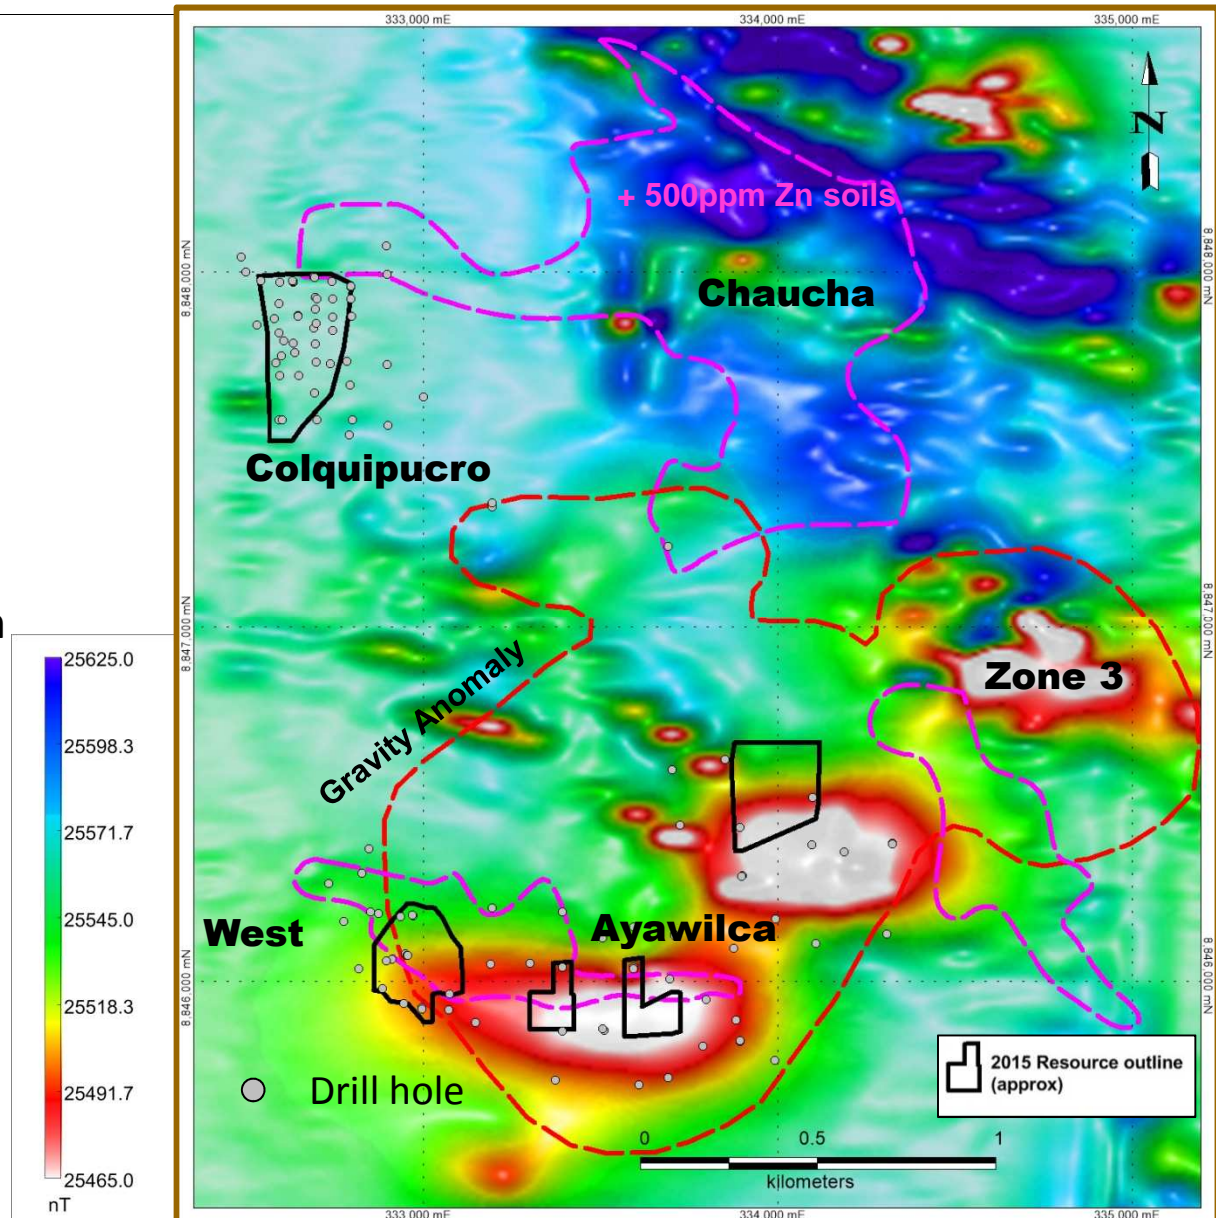 333,000 mE
334,000 mE
335,000 mE
N
+ 500ppm Zn soils
8,848,000 mN
8,848,000 mN
Chaucha
Colquipucro
8,847,000 mN
8,847,000 mN
Zone 3
Gravity Anomaly
25625.0
25598.3
25571.7
25545.0
25518.3
25491.7
25465.0
nT
West
Ayawilca
8,846,000 mN
8,846,000 mN
2015 Resource outline
(approx)
Drill hole
0 0.5 1
kilometers
333,000 mE
334,000 mE
335,000 mE